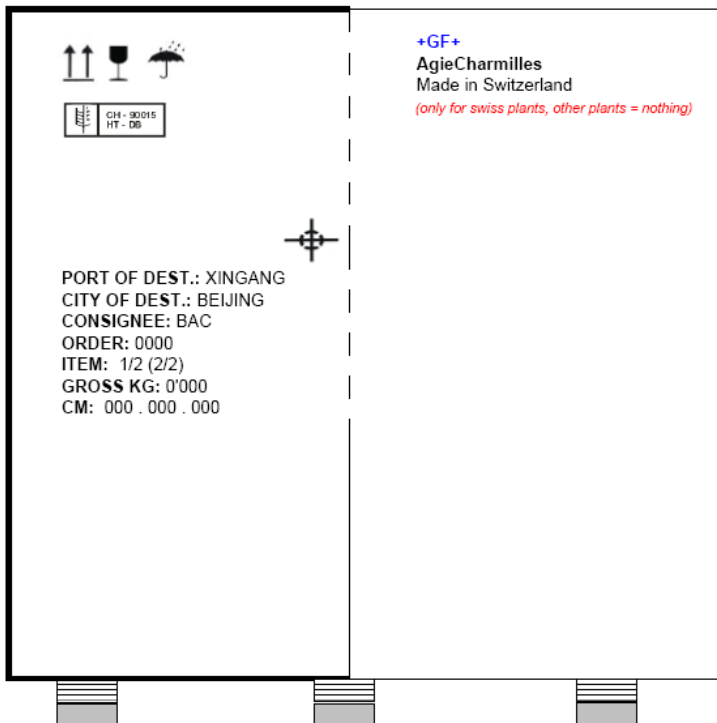 CH - 90015
HT - DB
PORT OF DEST.: XINGANG
CITY OF DEST.: BEIJING
CONSIGNEE: BAC
ORDER: 0000
ITEM: 1/2 (2/2)
GROSS KG: 0'000
CM: 000 . 000 . 000
+GF+
AgieCharmilles
Made in Switzerland
(only for swiss plants, other plants = nothing)